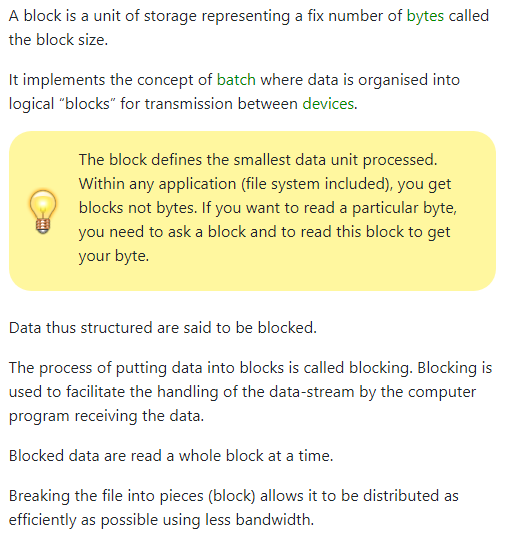 A block is a unit of storage representing a fix number of bytes called
the block size.
It implements the concept of batch where data is organised into
logical “blocks” for transmission between devices.
The block defines the smallest data unit processed.
Within any application (file system included), you get
blocks not bytes. If you want to read a particular byte,
you need to ask a block and to read this block to get
your byte.
Data thus structured are said to be blocked.
The process of putting data into blocks is called blocking. Blocking is
used to facilitate the handling of the data-stream by the computer
program receiving the data.
Blocked data are read a whole block at a time.
Breaking the file into pieces (block) allows it to be distributed as
efficiently as possible using less bandwidth.